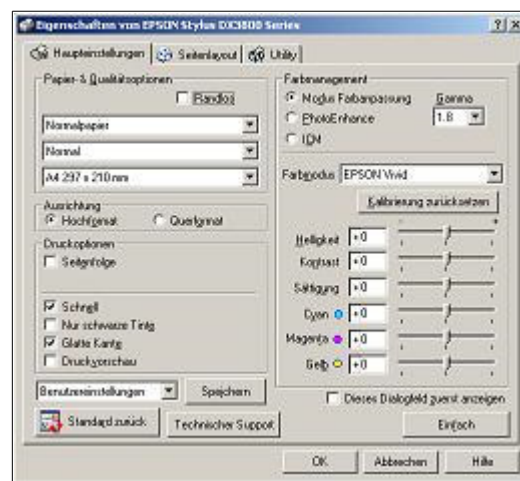 Eigenschaften von EPSON Stylus DX3800 Series
Haupteinstellungen
Seitenlayout
Utility
Papier- & Qualitätsoptionen
Randlos
Normalpapier
Normal
A4 297 x 210 mm
Ausrichtung
Hochformat
Querformat
Druckoptionen
Seitenfolge
Schnell
Nur schwarze Tinte
Glatte Kante
Druckvorschau
Benutzereinstellungen
Speichern
Standard zurück
Technischer Support
Farbmanagement
Modus Farbanpassung
PhotoEnhance
ICM
Gamma
1.8
Farbmodus
EPSON Vivid
Kalibrierung zurücksetzen
- +
Helligkeit +0
Kontrast +0
Sättigung +0
Cyan +0
Magenta +0
Gelb +0
Dieses Dialogfeld zuerst anzeigen
Einfach
OK
Abbrechen
Hilfe